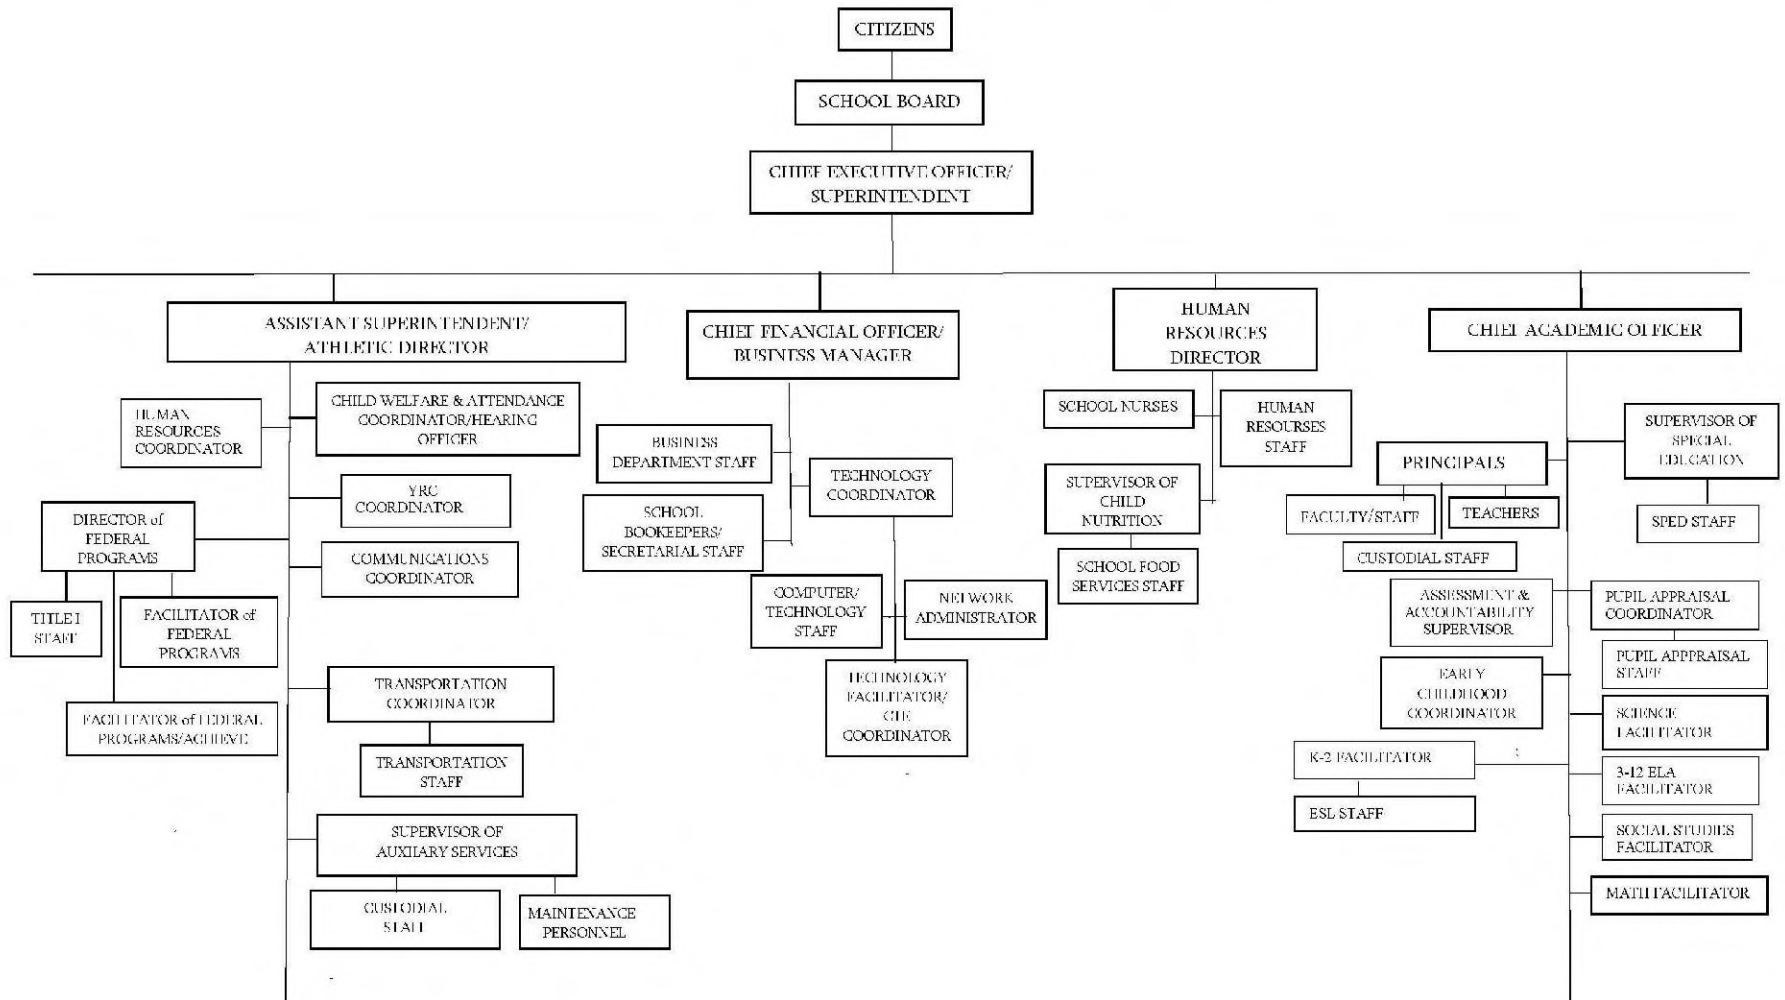 CITIZENS
SCHOOL BOARD
CHIEF EXECUTIVE OFFICER/
SUPERINTENDENT
ASSISTANT SUPERINTENDENT/
ATHLETIC DIRECTOR
HUMAN
RESOURCES
COORDINATOR
CHILD WELFARE & ATTENDANCE
COORDINATOR/HEARING
OFFICER
YRC
COORDINATOR
DIRECTOR of
FEDERAL
PROGRAMS
COMMUNICATIONS
COORDINATOR
TITLE I
STAFF
FACILITATOR of
FEDERAL
PROGRAMS
FACILITATOR of FEDERAL
PROGRAMS/ACHIEVE
TRANSPORTATION
COORDINATOR
TRANSPORTATION
STAFF
SUPERVISOR OF
AUXILARY SERVICES
CUSTODIAL
STAFF
MAINTENANCE
PERSONNEL
CHIEF FINANCIAL OFFICER/
BUSINESS MANAGER
BUSINESS
DEPARTMENT STAFF
TECHNOLOGY
COORDINATOR
SCHOOL
BOOKEEPERS/
SECRETARIAL STAFF
COMPUTER/
TECHNOLOGY
STAFF
NETWORK
ADMINISTRATOR
TECHNOLOGY
FACILITATOR/
CTE
COORDINATOR
HUMAN
RESOURCES
DIRECTOR
SCHOOL NURSES
HUMAN
RESOURSES
STAFF
SUPERVISOR OF
CHILD
NUTRITION
SCHOOL FOOD
SERVICES STAFF
CHIEF ACADEMIC OFFICER
SUPERVISOR OF
SPECIAL
EDUCATION
PRINCIPALS
FACULTY/STAFF
TEACHERS
SPED STAFF
CUSTODIAL STAFF
ASSESSMENT &
ACCOUNTABILITY
SUPERVISOR
PUPIL APPRAISAL
COORDINATOR
PUPIL APPPRAISAL
STAFF
EARLY
CHILDHOOD
COORDINATOR
SCIENCE
FACILITATOR
K-2 FACILITATOR
3-12 ELA
FACILITATOR
ESL STAFF
SOCIAL STUDIES
FACILITATOR
MATH FACILITATOR